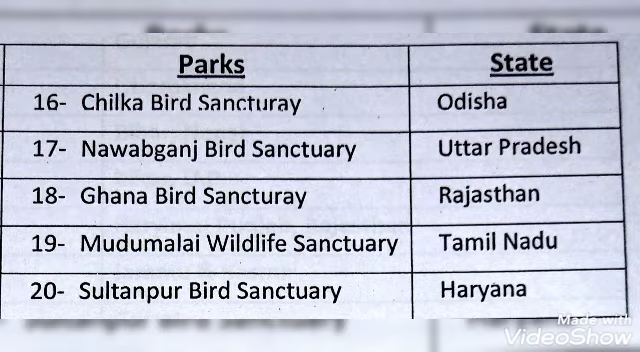 Parks State
16- Chilka Bird Sancturay Odisha
17- Nawabganj Bird Sanctuary Uttar Pradesh
18- Ghana Bird Sancturay Rajasthan
19- Mudumalai Wildlife Sanctuary Tamil Nadu
20- Sultanpur Bird Sanctuary Haryana
Made with
VideoShow